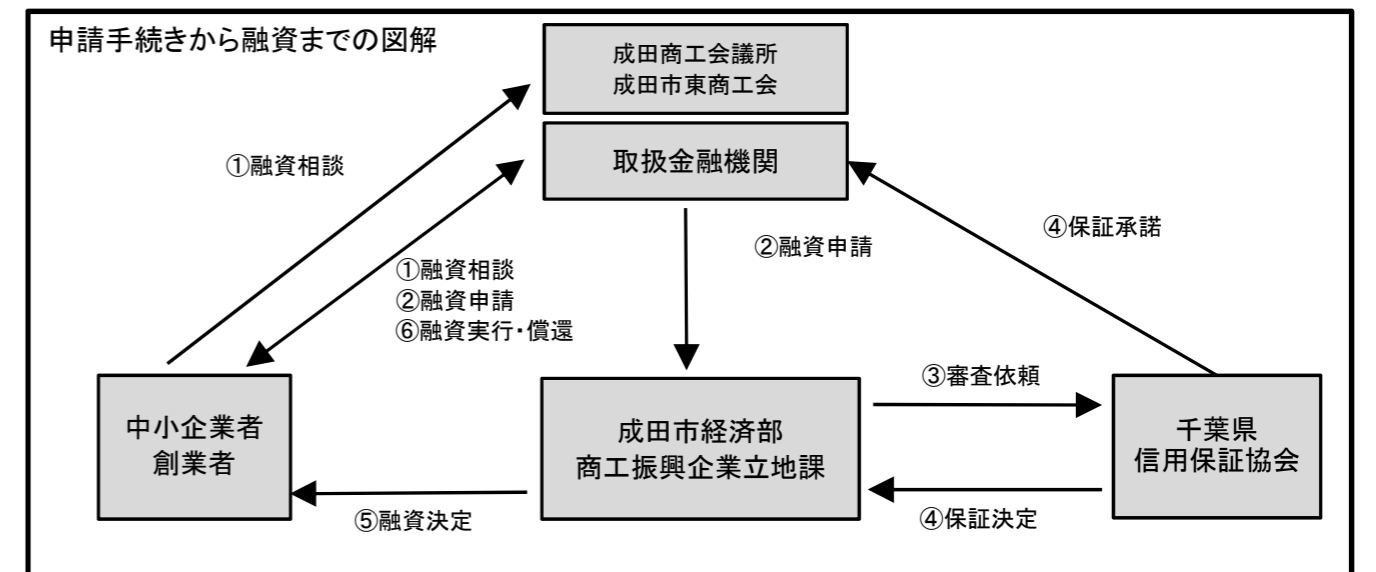 申請手続きから融資までの図解
成田商工会議所
成田市東商工会
取扱金融機関
①融資相談
④保証承諾
②融資申請
①融資相談
②融資申請
⑥融資実行・償還
③審査依頼
中小企業者
創業者
成田市経済部
商工振興企業立地課
千葉県
信用保証協会
⑤融資決定
④保証決定